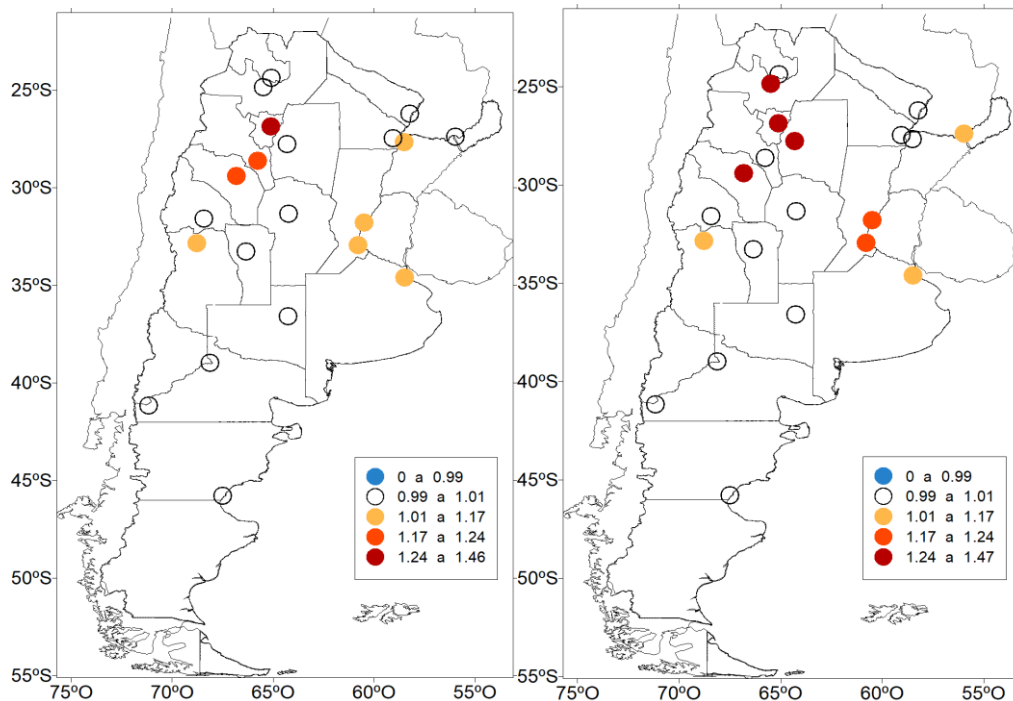 25ºS
30ºS
35ºS
40ºS
45ºS
50ºS
55ºS
75ºO 70ºO 65ºO 60ºO 55ºO
0 a 0.99
0.99 a 1.01
1.01 a 1.17
1.17 a 1.24
1.24 a 1.46
25ºS
30ºS
35ºS
40ºS
45ºS
50ºS
55ºS
75ºO 70ºO 65ºO 60ºO 55ºO
0 a 0.99
0.99 a 1.01
1.01 a 1.17
1.17 a 1.24
1.24 a 1.47